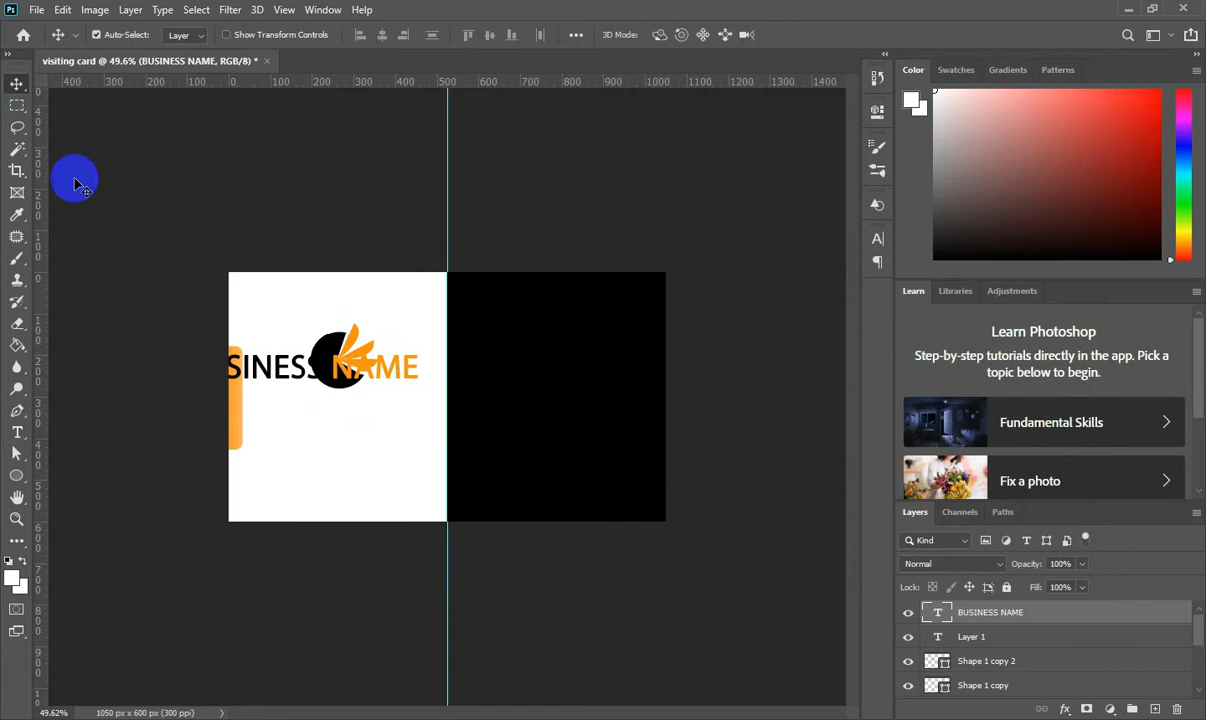 Ps File Edit Image Layer Type Select Filter 3D View Window Help
Auto-Select: Layer Show Transform Controls 3D Mode:
visiting card @ 49.6% (BUSINESS NAME, RGB/8) *
400 300 200 100 0 100 200 300 400 500 600 700 800 900 1000 1100 1200 1300 1400
Color Swatches Gradients Patterns
SINESS NAME
Learn Libraries Adjustments
Learn Photoshop
Step-by-step tutorials directly in the app. Pick a
topic below to begin.
Fundamental Skills
Fix a photo
Layers Channels Paths
Kind
Normal Opacity: 100%
Lock: Fill: 100%
BUSINESS NAME
Layer 1
Shape 1 copy 2
Shape 1 copy
49.62% 1050 px x 600 px (300 ppi)